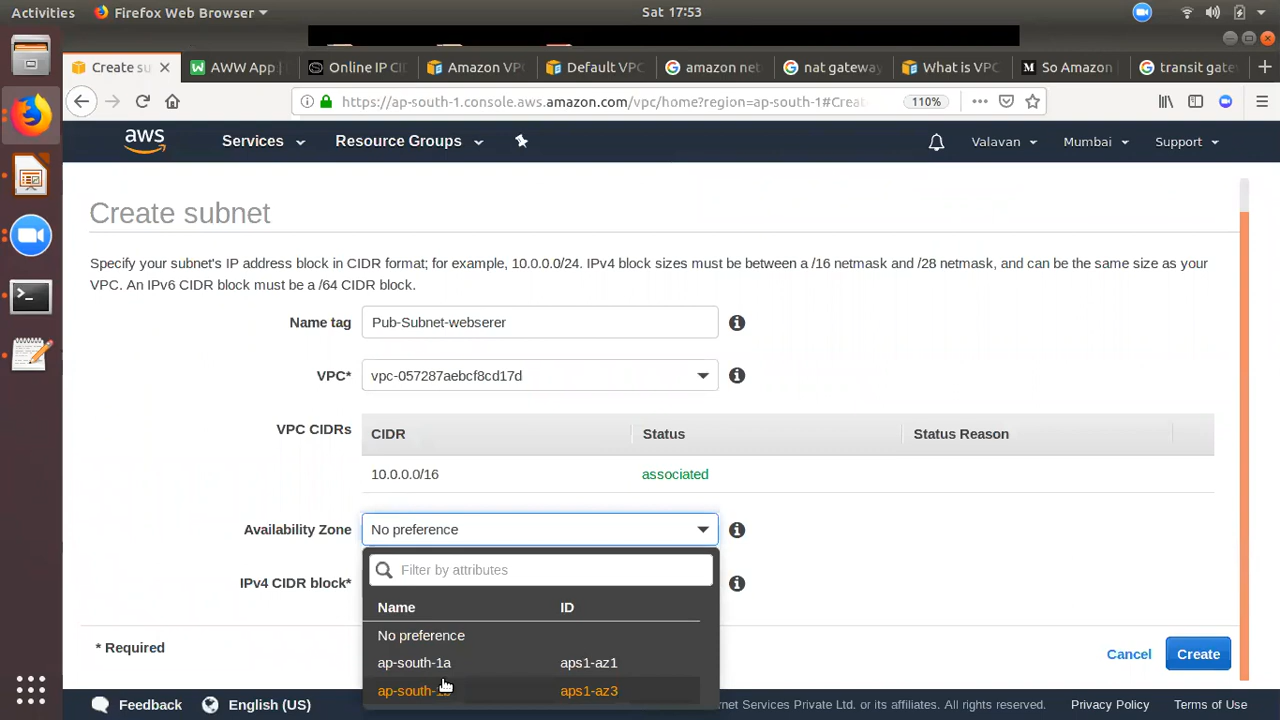 Activities Firefox Web Browser Sat 17:53
Create su AWW App | Online IP CI Amazon VP Default VPC amazon net nat gateway What is VPC So Amazon transit gate
https://ap-south-1.console.aws.amazon.com/vpc/home?region=ap-south-1#Creat 110%
aws Services Resource Groups Valavan Mumbai Support
Create subnet
Specify your subnet's IP address block in CIDR format; for example, 10.0.0.0/24. IPv4 block sizes must be between a /16 netmask and /28 netmask, and can be the same size as your
VPC. An IPv6 CIDR block must be a /64 CIDR block.
Name tag Pub-Subnet-webserer
VPC* vpc-057287aebcf8cd17d
VPC CIDRs CIDR Status Status Reason
10.0.0.0/16 associated
Availability Zone No preference
Filter by attributes
IPv4 CIDR block*
Name ID
No preference
* Required ap-south-1a aps1-az1 Cancel Create
ap-south-1 aps1-az3
Feedback English (US) Services Private Ltd. or its affiliates. All rights reserved. Privacy Policy Terms of Use